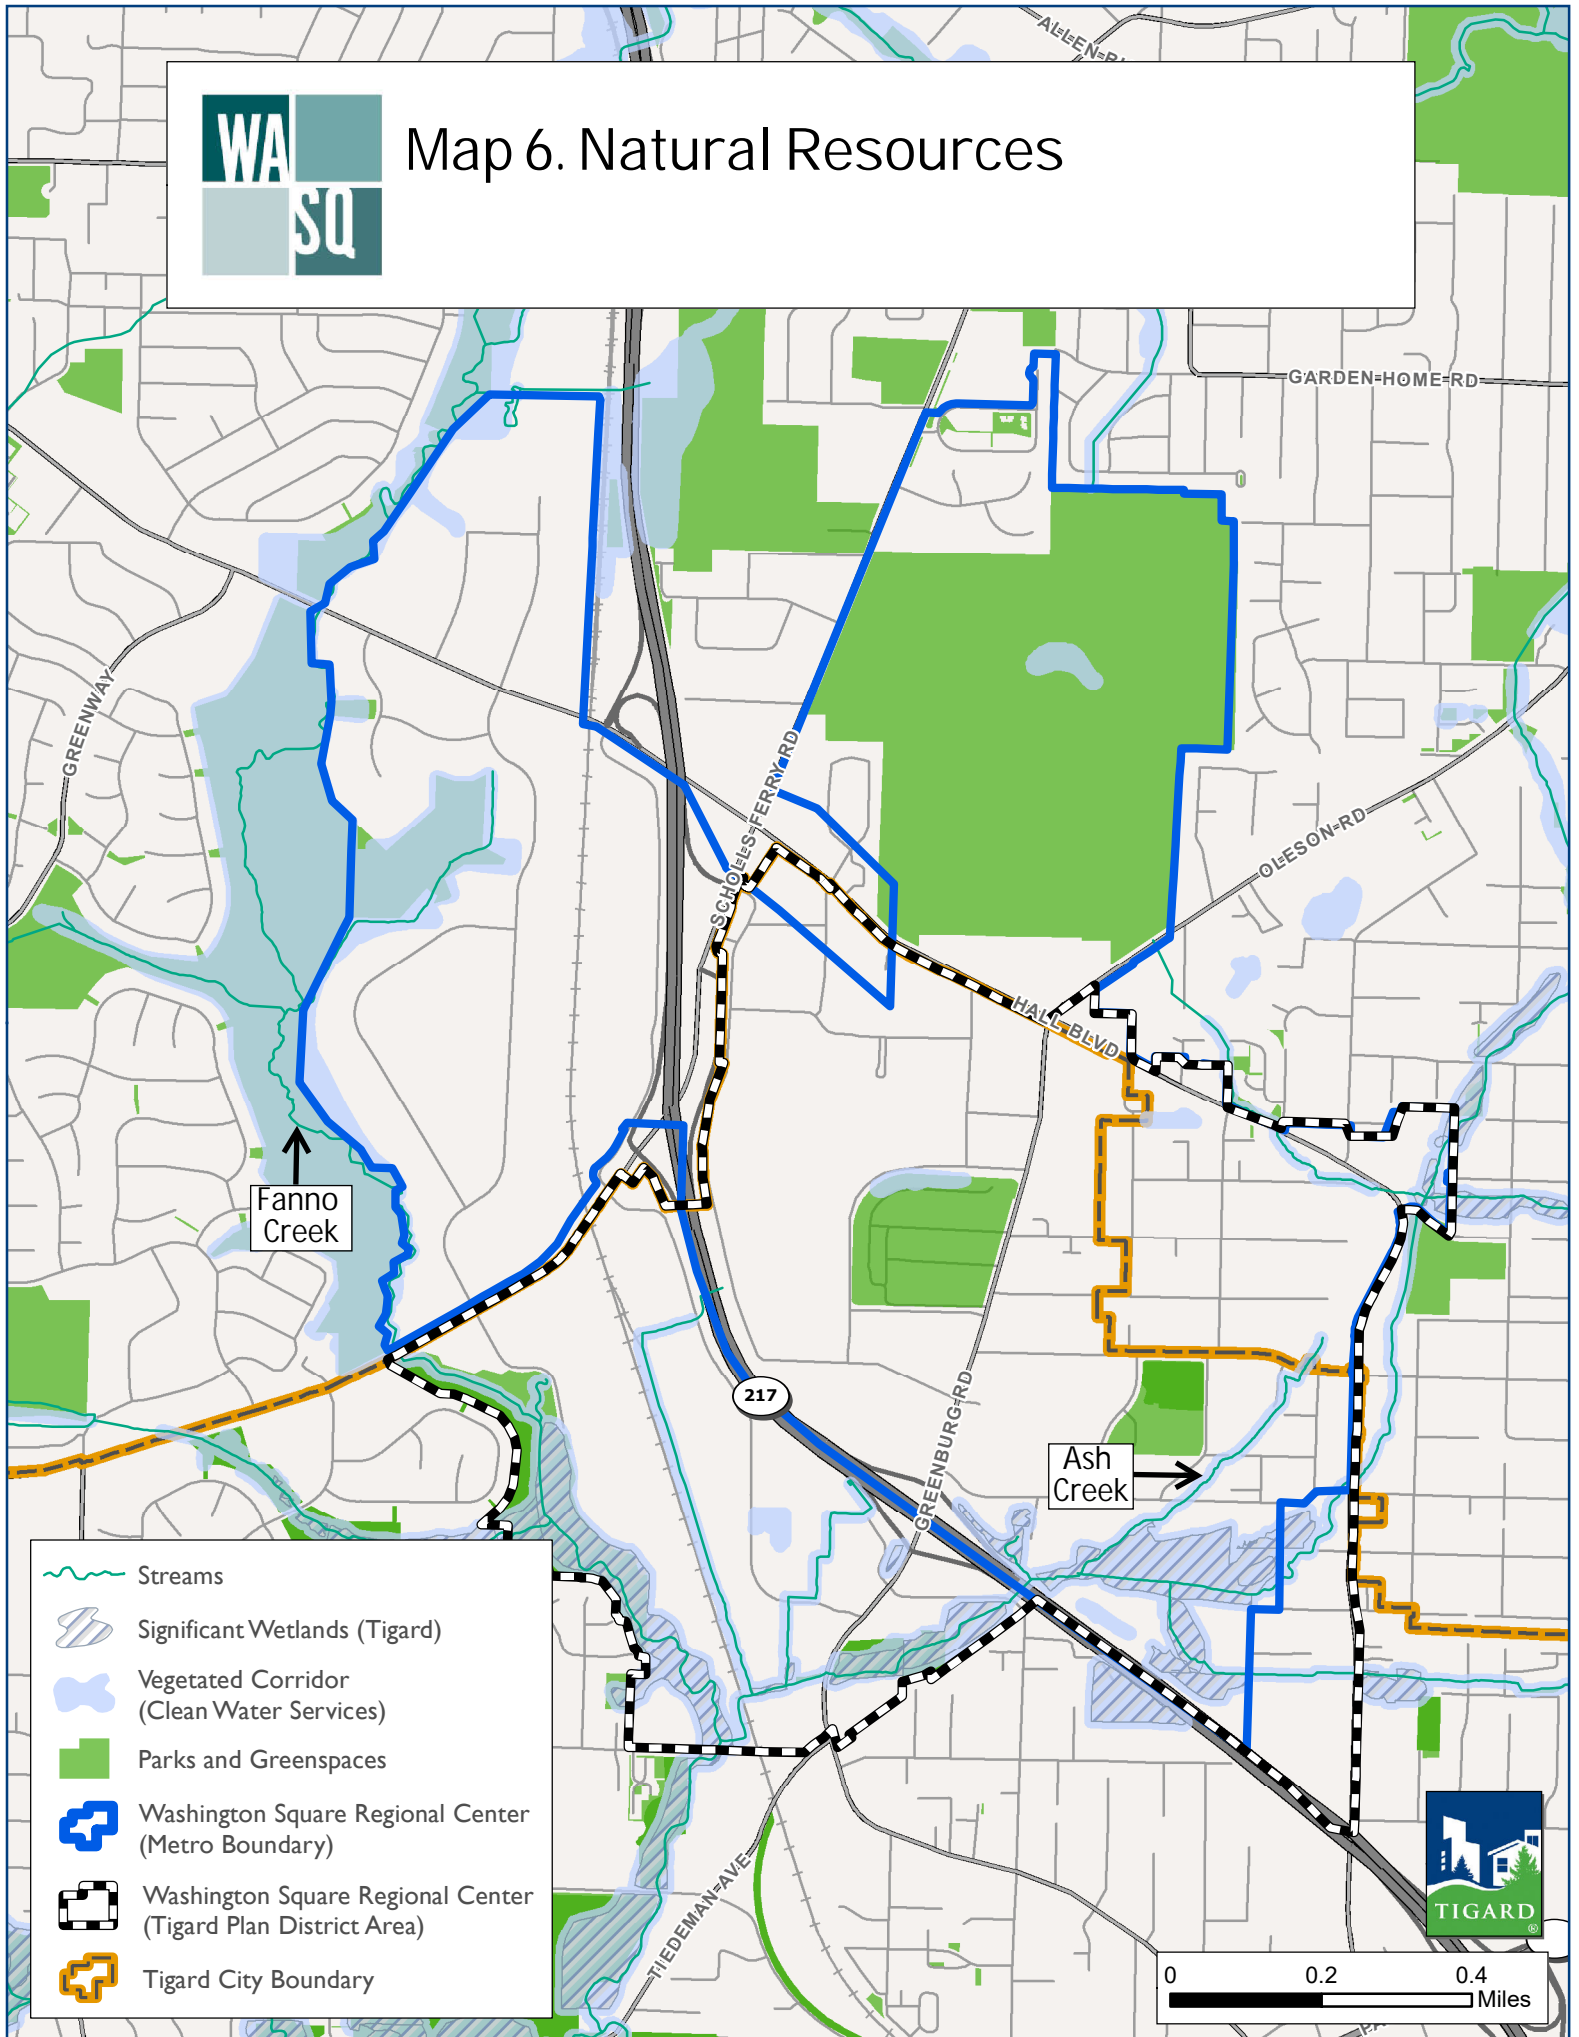 ALLEN B
WA
SQ
Map 6. Natural Resources
GARDEN HOME RD
GREENWAY
SCHOLLS FERRY RD
OLESON RD
HALL BLVD
Fanno
Creek
217
GREENBURG RD
Ash
Creek
Streams
Significant Wetlands (Tigard)
Vegetated Corridor
(Clean Water Services)
Parks and Greenspaces
Washington Square Regional Center
(Metro Boundary)
Washington Square Regional Center
(Tigard Plan District Area)
Tigard City Boundary
TIEDEMAN AVE
TIGARD
®
0 0.2 0.4
Miles